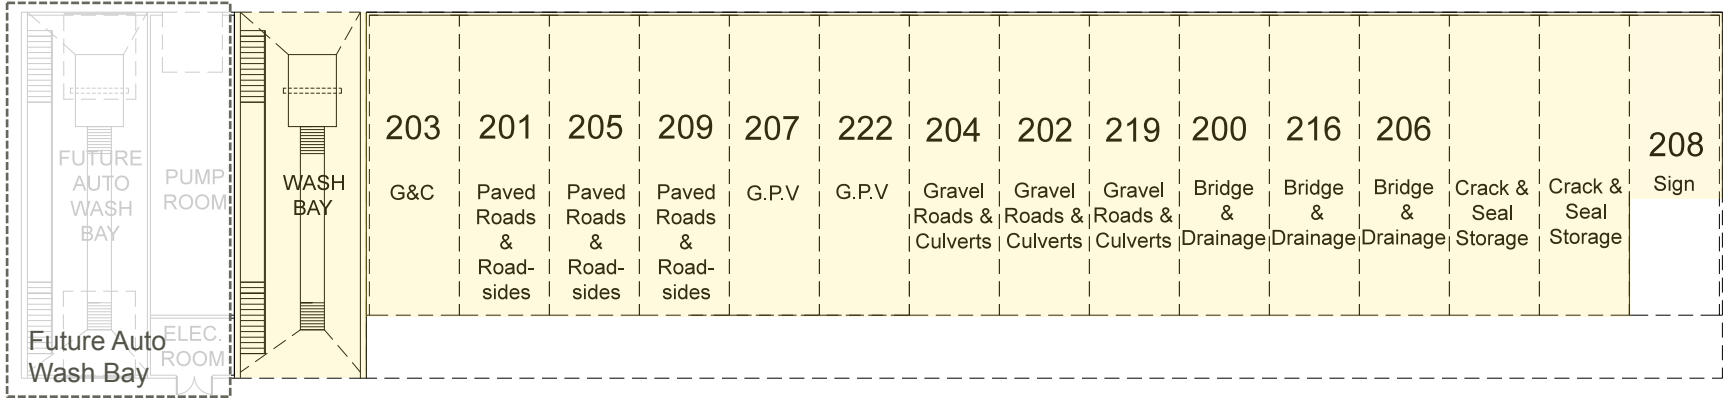 FUTURE
AUTO
WASH
BAY
PUMP
ROOM
ELEC.
ROOM
Future Auto
Wash Bay
WASH
BAY
203
G&C
201
Paved
Roads
&
Road-
sides
205
Paved
Roads
&
Road-
sides
209
Paved
Roads
&
Road-
sides
207
G.P.V
222
G.P.V
204
Gravel
Roads &
Culverts
202
Gravel
Roads &
Culverts
219
Gravel
Roads &
Culverts
200
Bridge
&
Drainage
216
Bridge
&
Drainage
206
Bridge
&
Drainage
Crack &
Seal
Storage
Crack &
Seal
Storage
208
Sign